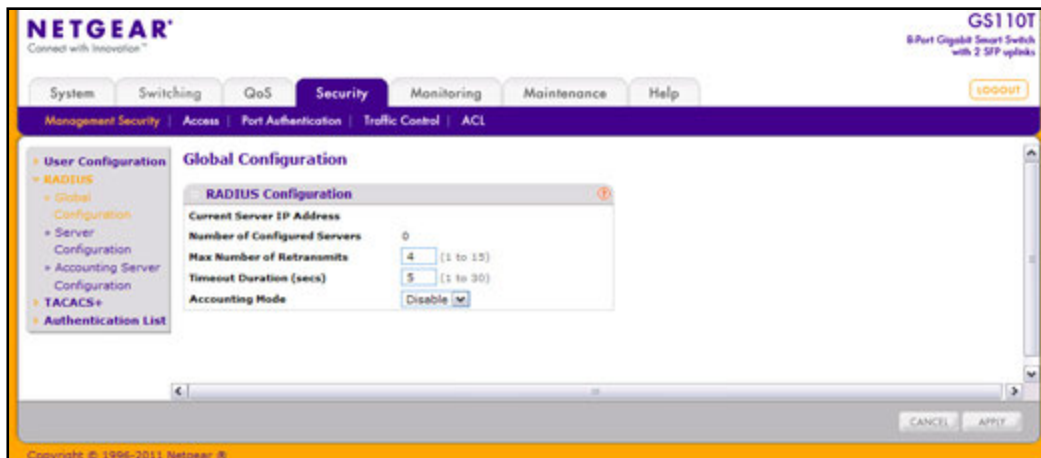 NETGEAR®
Connect with Innovation™
GS110T
8-Port Gigabit Smart Switch
with 2 SFP uplinks
System Switching QoS Security Monitoring Maintenance Help
LOGOUT
Management Security | Access | Port Authentication | Traffic Control | ACL
User Configuration
RADIUS
» Global
Configuration
» Server
Configuration
» Accounting Server
Configuration
TACACS+
Authentication List
Global Configuration
RADIUS Configuration ?
Current Server IP Address
Number of Configured Servers 0
Max Number of Retransmits 4 (1 to 15)
Timeout Duration (secs) 5 (1 to 30)
Accounting Mode Disable
CANCEL APPLY
Copyright © 1996-2011 Netgear ®